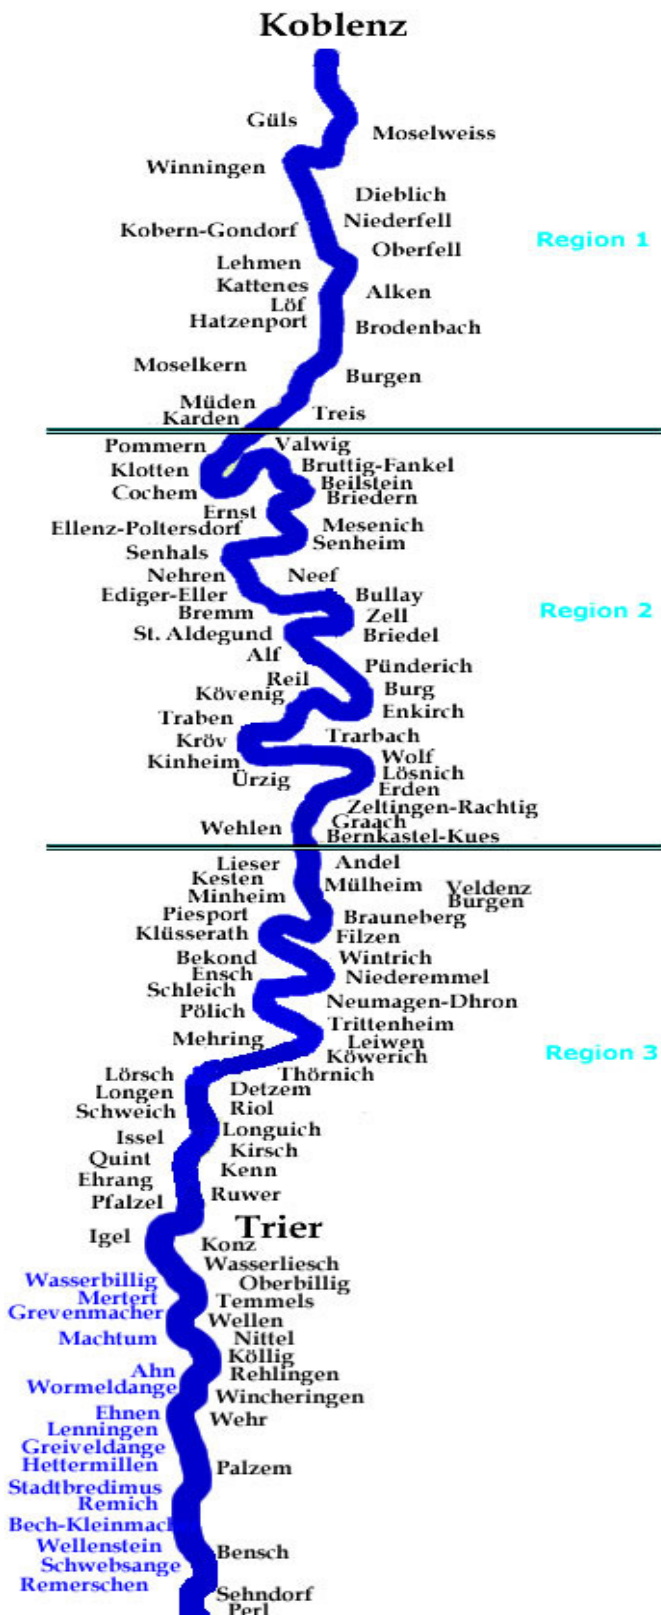 Koblenz
Güls
Moselweiss
Winningen
Dieblich
Niederfell
Kobern-Gondorf
Region 1
Oberfell
Lehmen
Kattenes
Alken
Löf
Hatzenport
Brodenbach
Moselkern
Burgen
Müden
Treis
Karden
Pommern
Valwig
Klotten
Bruttig-Fankel
Beilstein
Cochem
Briedern
Ernst
Ellenz-Poltersdorf
Mesenich
Senheim
Senhals
Nehren
Neef
Ediger-Eller
Bullay
Bremm
Zell
Region 2
St. Aldegund
Briedel
Alf
Pünderich
Reil
Kövenig
Burg
Enkirch
Traben
Trarbach
Kröv
Wolf
Kinheim
Lösnich
Ürzig
Erden
Zeltingen-Rachtig
Graach
Wehlen
Bernkastel-Kues
Lieser
Andel
Kesten
Mülheim
Veldenz
Minheim
Burgen
Piesport
Brauneberg
Klüsserath
Filzen
Bekond
Wintrich
Ensch
Niederemmel
Schleich
Neumagen-Dhron
Pölich
Trittenheim
Mehring
Leiwen
Köwerich
Region 3
Lörsch
Thörnich
Longen
Detzem
Schweich
Riol
Issel
Longuich
Quint
Kirsch
Ehrang
Kenn
Pfalzel
Ruwer
Trier
Igel
Konz
Wasserliesch
Wasserbillig
Oberbillig
Mertert
Temmels
Grevenmacher
Wellen
Machtum
Nittel
Köllig
Ahn
Rehlingen
Wormeldange
Wincheringen
Ehnen
Wehr
Lenningen
Greiveldange
Hettermillen
Palzem
Stadtbredimus
Remich
Bech-Kleinmach
Wellenstein
Bensch
Schwebsange
Remerschen
Sehndorf
Perl